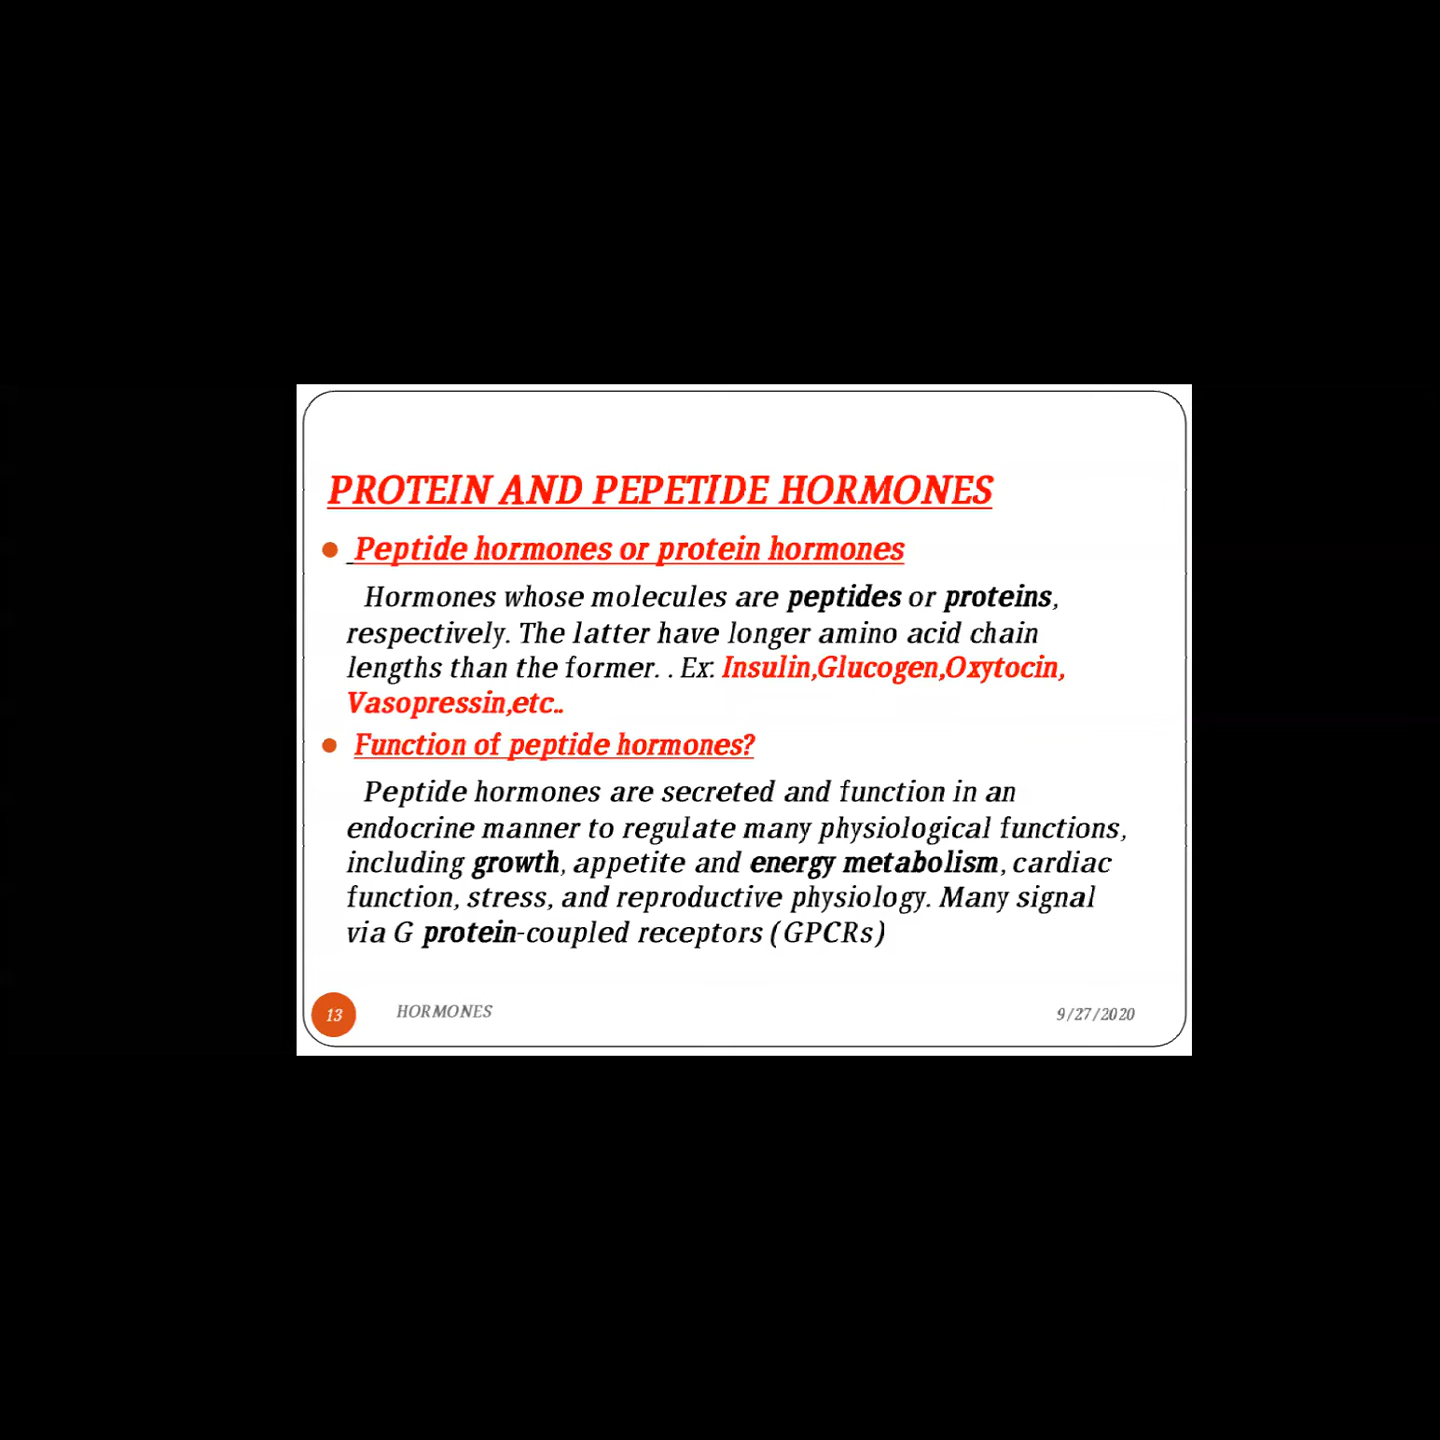 PROTEIN AND PEPETIDE HORMONES
Peptide hormones or protein hormones
Hormones whose molecules are peptides or proteins,
respectively. The latter have longer amino acid chain
lengths than the former. . Ex: Insulin,Glucogen,Oxytocin,
Vasopressin,etc..
Function of peptide hormones?
Peptide hormones are secreted and function in an
endocrine manner to regulate many physiological functions,
including growth, appetite and energy metabolism, cardiac
function, stress, and reproductive physiology. Many signal
via G protein-coupled receptors (GPCRs)
13 HORMONES 9/27/2020